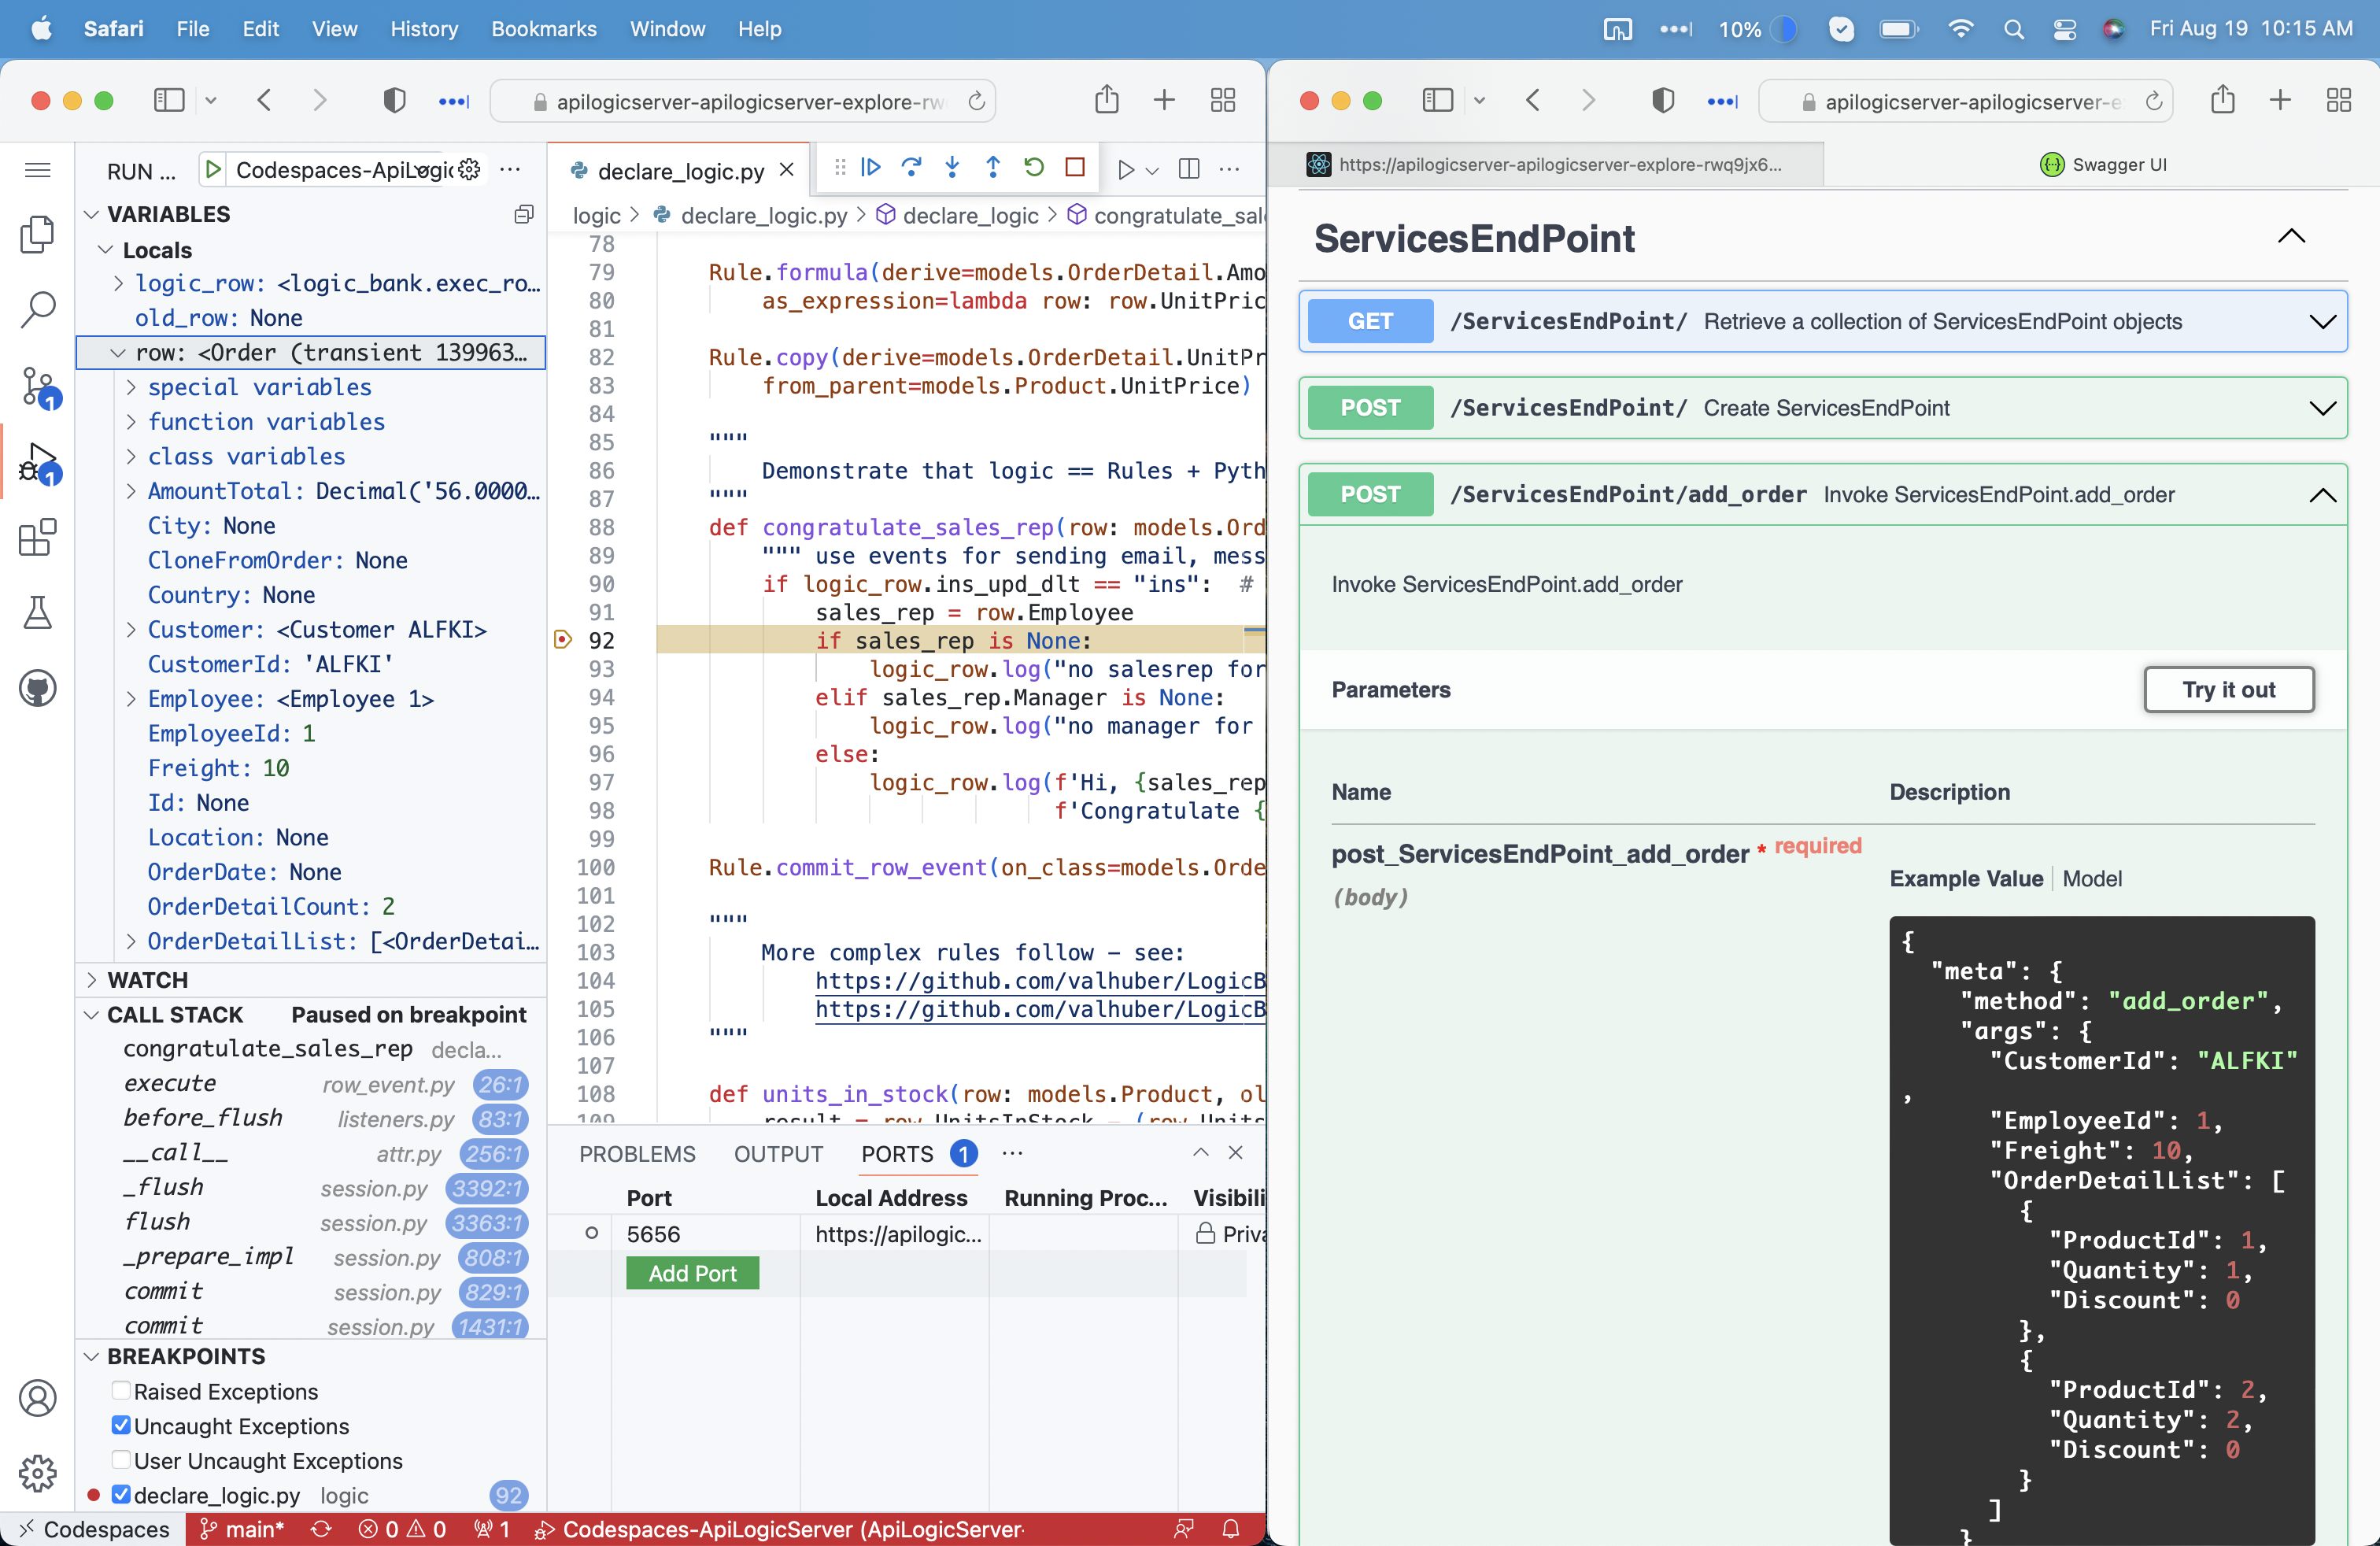 Safari File Edit View History Bookmarks Window Help 10% Fri Aug 19 10:15 AM
apilogicserver-apilogicserver-explore-rw
RUN ... Codespaces-ApiLogic
VARIABLES
Locals
logic_row: <logic_bank.exec_ro...
old_row: None
row: <Order (transient 139963...
special variables
function variables
class variables
AmountTotal: Decimal('56.0000...
City: None
CloneFromOrder: None
Country: None
Customer: <Customer ALFKI>
CustomerId: 'ALFKI'
Employee: <Employee 1>
EmployeeId: 1
Freight: 10
Id: None
Location: None
OrderDate: None
OrderDetailCount: 2
OrderDetailList: [<OrderDetai...
WATCH
CALL STACK Paused on breakpoint
congratulate_sales_rep decla...
execute row_event.py 26:1
before_flush listeners.py 83:1
__call__ attr.py 256:1
_flush session.py 3392:1
flush session.py 3363:1
_prepare_impl session.py 808:1
commit session.py 829:1
commit session.py 1431:1
BREAKPOINTS
Raised Exceptions
Uncaught Exceptions
User Uncaught Exceptions
declare_logic.py logic 92
declare_logic.py
logic > declare_logic.py > declare_logic > congratulate_sal
78
79 Rule.formula(derive=models.OrderDetail.Amo
80 as_expression=lambda row: row.UnitPric
81
82 Rule.copy(derive=models.OrderDetail.UnitPr
83 from_parent=models.Product.UnitPrice)
84
85 """
86 Demonstrate that logic == Rules + Pyth
87 """
88 def congratulate_sales_rep(row: models.Ord
89 """ use events for sending email, mess
90 if logic_row.ins_upd_dlt == "ins": #
91 sales_rep = row.Employee
92 if sales_rep is None:
93 logic_row.log("no salesrep for
94 elif sales_rep.Manager is None:
95 logic_row.log("no manager for
96 else:
97 logic_row.log(f'Hi, {sales_rep
98 f'Congratulate {
99
100 Rule.commit_row_event(on_class=models.Orde
101
102 """
103 More complex rules follow – see:
104 https://github.com/valhuber/LogicB
105 https://github.com/valhuber/LogicB
106 """
107
108 def units_in_stock(row: models.Product, ol
109 result = row.UnitsInStock – (row.Units
PROBLEMS OUTPUT PORTS 1 ...
Port Local Address Running Proc... Visibili
5656 https://apilogic... Priva
Add Port
Codespaces main* 0 0 1 Codespaces-ApiLogicServer (ApiLogicServer-
apilogicserver-apilogicserver-e
https://apilogicserver-apilogicserver-explore-rwq9jx6... Swagger UI
ServicesEndPoint
GET /ServicesEndPoint/ Retrieve a collection of ServicesEndPoint objects
POST /ServicesEndPoint/ Create ServicesEndPoint
POST /ServicesEndPoint/add_order Invoke ServicesEndPoint.add_order
Invoke ServicesEndPoint.add_order
Parameters Try it out
Name Description
post_ServicesEndPoint_add_order * required
(body)
Example Value | Model
{
"meta": {
"method": "add_order",
"args": {
"CustomerId": "ALFKI"
,
"EmployeeId": 1,
"Freight": 10,
"OrderDetailList": [
{
"ProductId": 1,
"Quantity": 1,
"Discount": 0
},
{
"ProductId": 2,
"Quantity": 2,
"Discount": 0
}
]
}